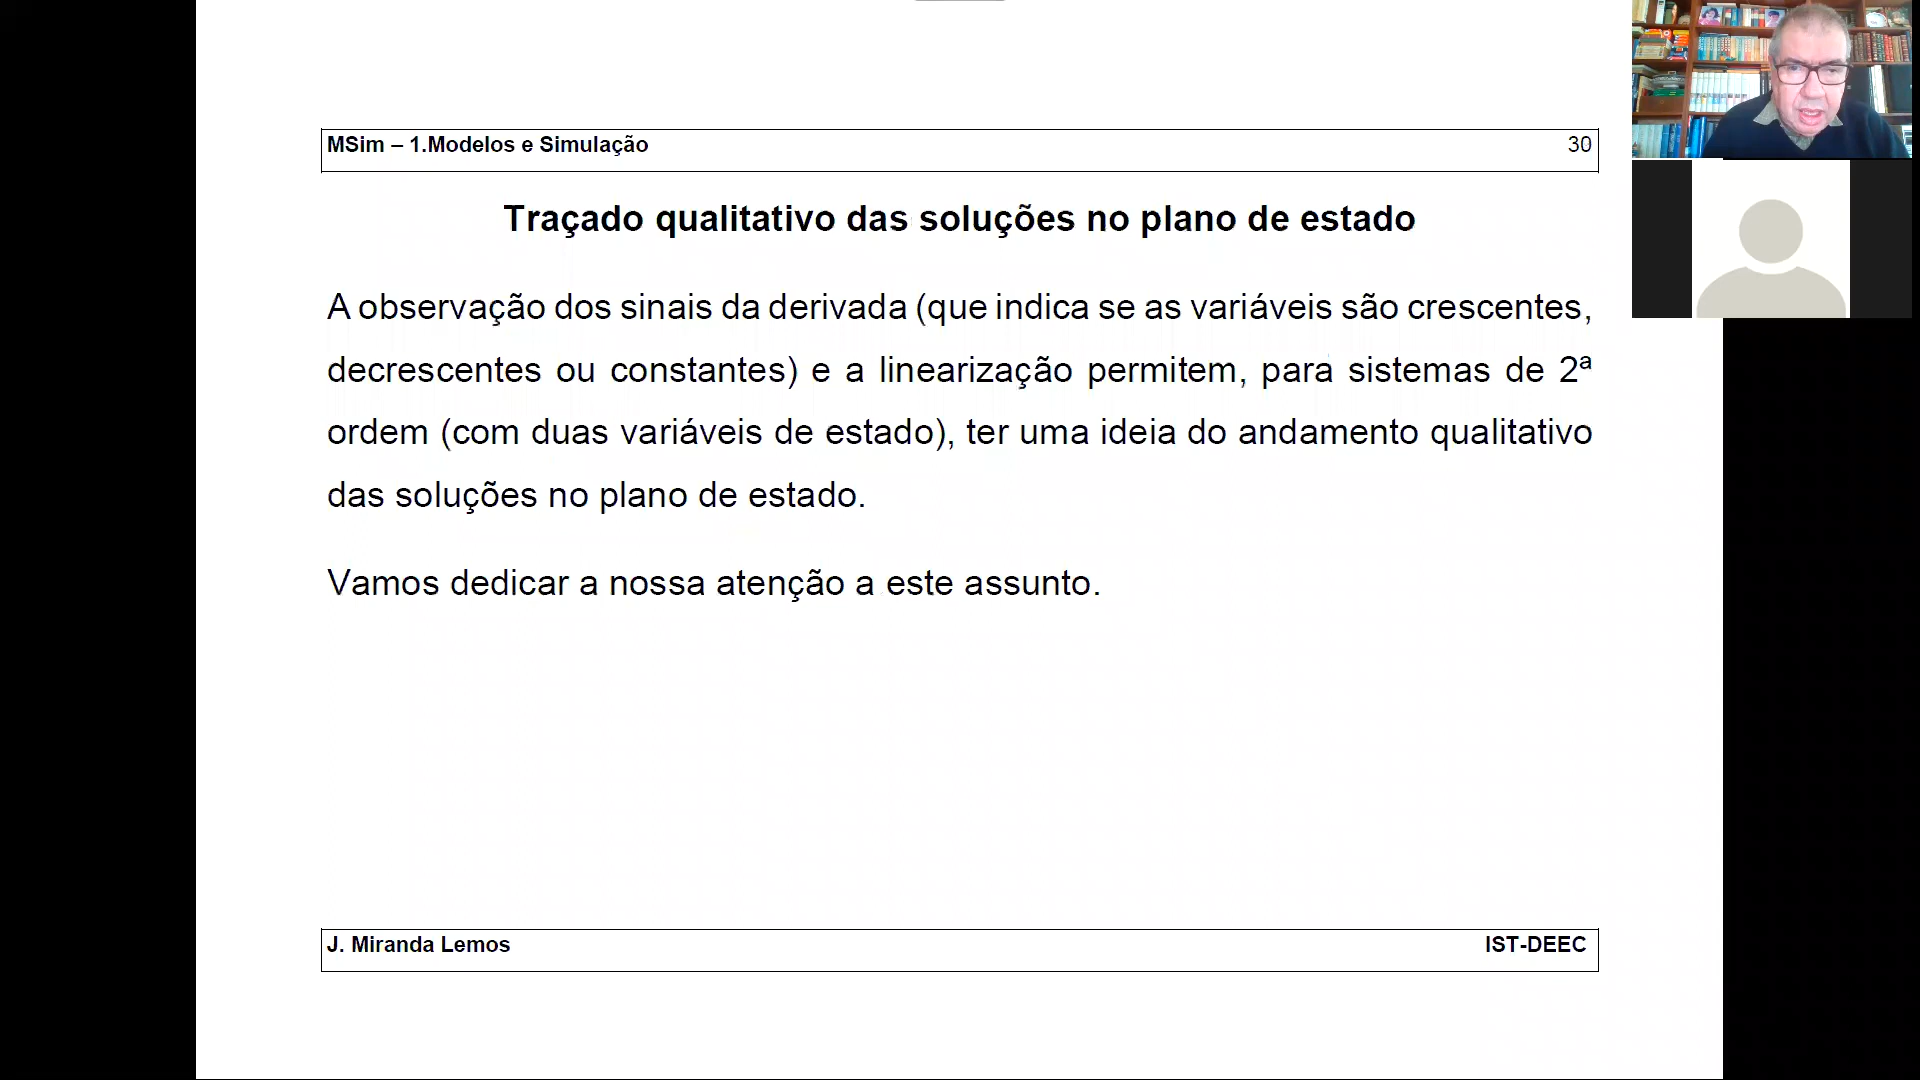 MSim – 1.Modelos e Simulação 30
Traçado qualitativo das soluções no plano de estado
A observação dos sinais da derivada (que indica se as variáveis são crescentes,
decrescentes ou constantes) e a linearização permitem, para sistemas de 2ª
ordem (com duas variáveis de estado), ter uma ideia do andamento qualitativo
das soluções no plano de estado.
Vamos dedicar a nossa atenção a este assunto.
J. Miranda Lemos IST-DEEC